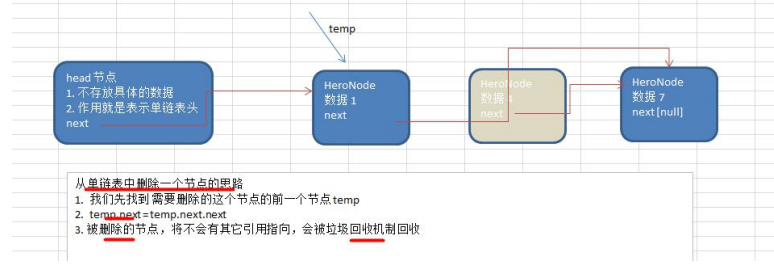 temp
head 节点
1. 不存放具体的数据
2. 作用就是表示单链表头
next
HeroNode
数据 1
next
HeroNode
数据 4
next
HeroNode
数据 7
next [null]
从单链表中删除一个节点的思路
1. 我们先找到 需要删除的这个节点的前一个节点 temp
2. temp.next=temp.next.next
3. 被删除的节点，将不会有其它引用指向，会被垃圾回收机制回收